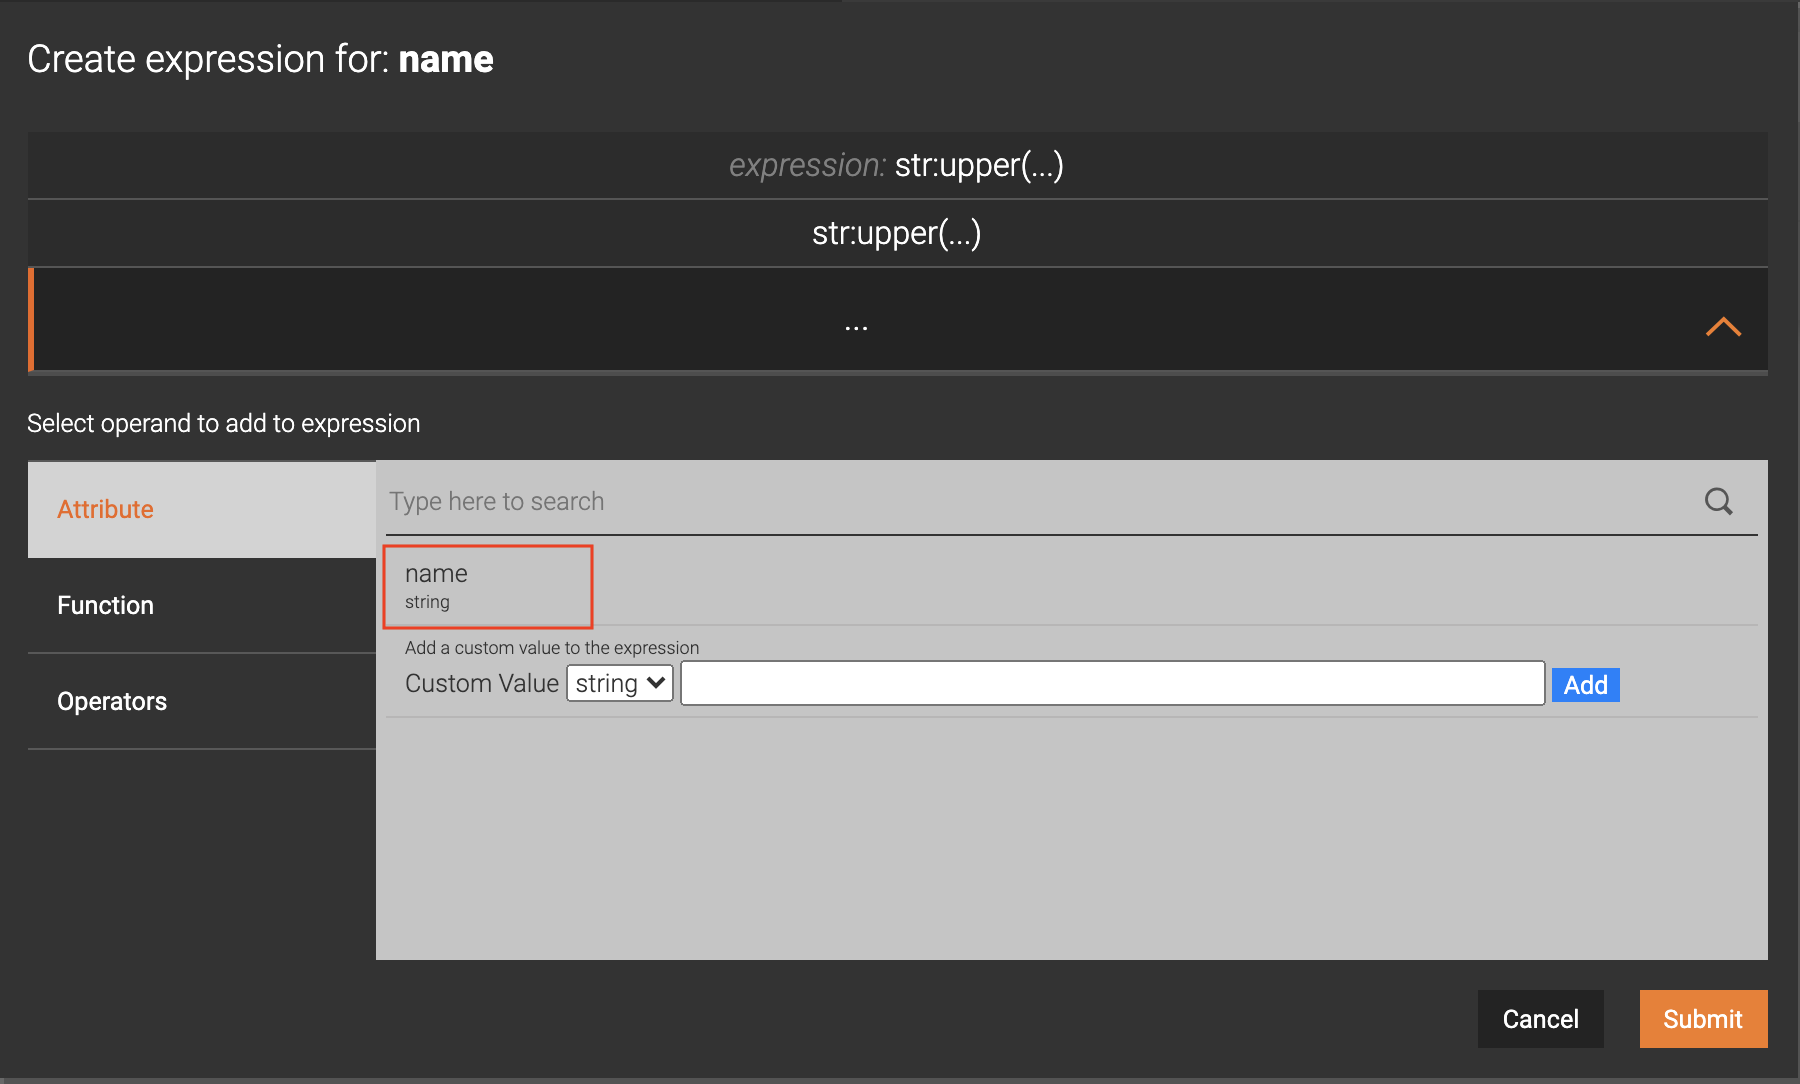 Create expression for: name
expression: str:upper(...)
str:upper(...)
...
Select operand to add to expression
Attribute
Type here to search
name
string
Function
Add a custom value to the expression
Custom Value string Add
Operators
Cancel Submit